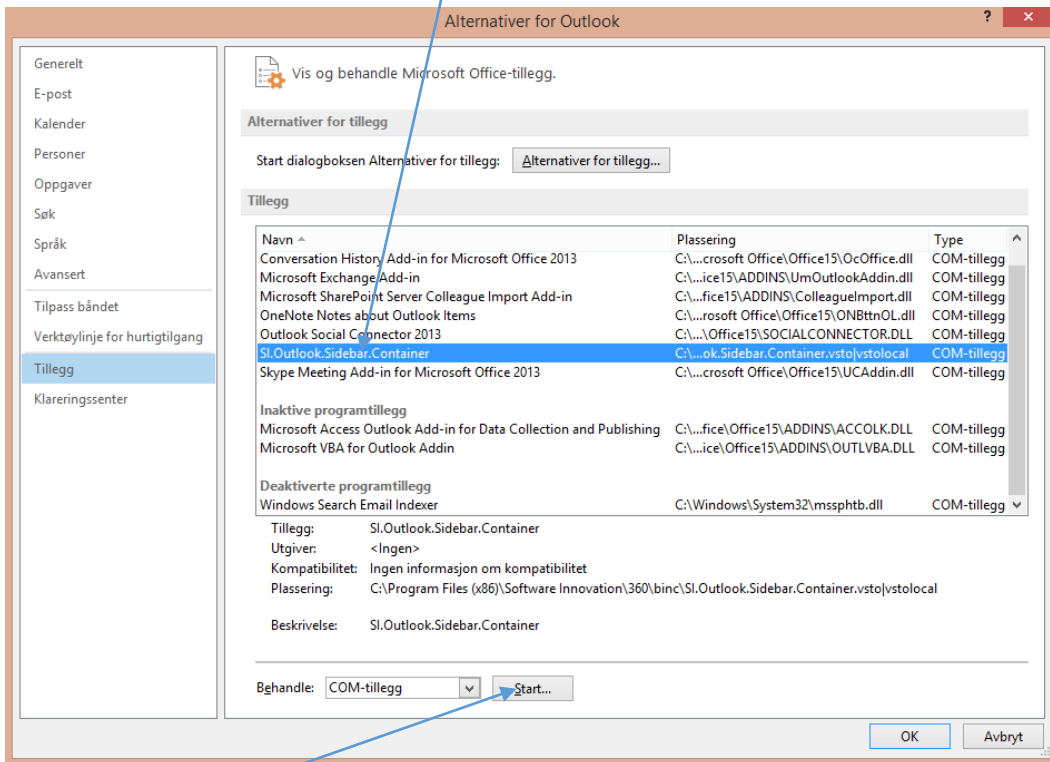 Alternativer for Outlook
?
Generelt
E-post
Kalender
Personer
Oppgaver
Søk
Språk
Avansert
Tilpass båndet
Verktøylinje for hurtigtilgang
Tillegg
Klareringssenter
Vis og behandle Microsoft Office-tillegg.
Alternativer for tillegg
Start dialogboksen Alternativer for tillegg: Alternativer for tillegg...
Tillegg
Navn Plassering Type
Conversation History Add-in for Microsoft Office 2013 C:\...crosoft Office\Office15\OcOffice.dll COM-tillegg
Microsoft Exchange Add-in C:\...ice15\ADDINS\UmOutlookAddin.dll COM-tillegg
Microsoft SharePoint Server Colleague Import Add-in C:\...fice15\ADDINS\ColleagueImport.dll COM-tillegg
OneNote Notes about Outlook Items C:\...rosoft Office\Office15\ONBttnOL.dll COM-tillegg
Outlook Social Connector 2013 C:\...\Office15\SOCIALCONNECTOR.DLL COM-tillegg
SI.Outlook.Sidebar.Container C:\...ok.Sidebar.Container.vsto|vstolocal COM-tillegg
Skype Meeting Add-in for Microsoft Office 2013 C:\...crosoft Office\Office15\UCAddin.dll COM-tillegg
Inaktive programtillegg
Microsoft Access Outlook Add-in for Data Collection and Publishing C:\...fice\Office15\ADDINS\ACCOLK.DLL COM-tillegg
Microsoft VBA for Outlook Addin C:\...ice\Office15\ADDINS\OUTLVBA.DLL COM-tillegg
Deaktiverte programtillegg
Windows Search Email Indexer C:\Windows\System32\mssphtb.dll COM-tillegg
Tillegg: SI.Outlook.Sidebar.Container
Utgiver: <Ingen>
Kompatibilitet: Ingen informasjon om kompatibilitet
Plassering: C:\Program Files (x86)\Software Innovation\360\binc\SI.Outlook.Sidebar.Container.vsto|vstolocal
Beskrivelse: SI.Outlook.Sidebar.Container
Behandle: COM-tillegg Start...
OK Avbryt